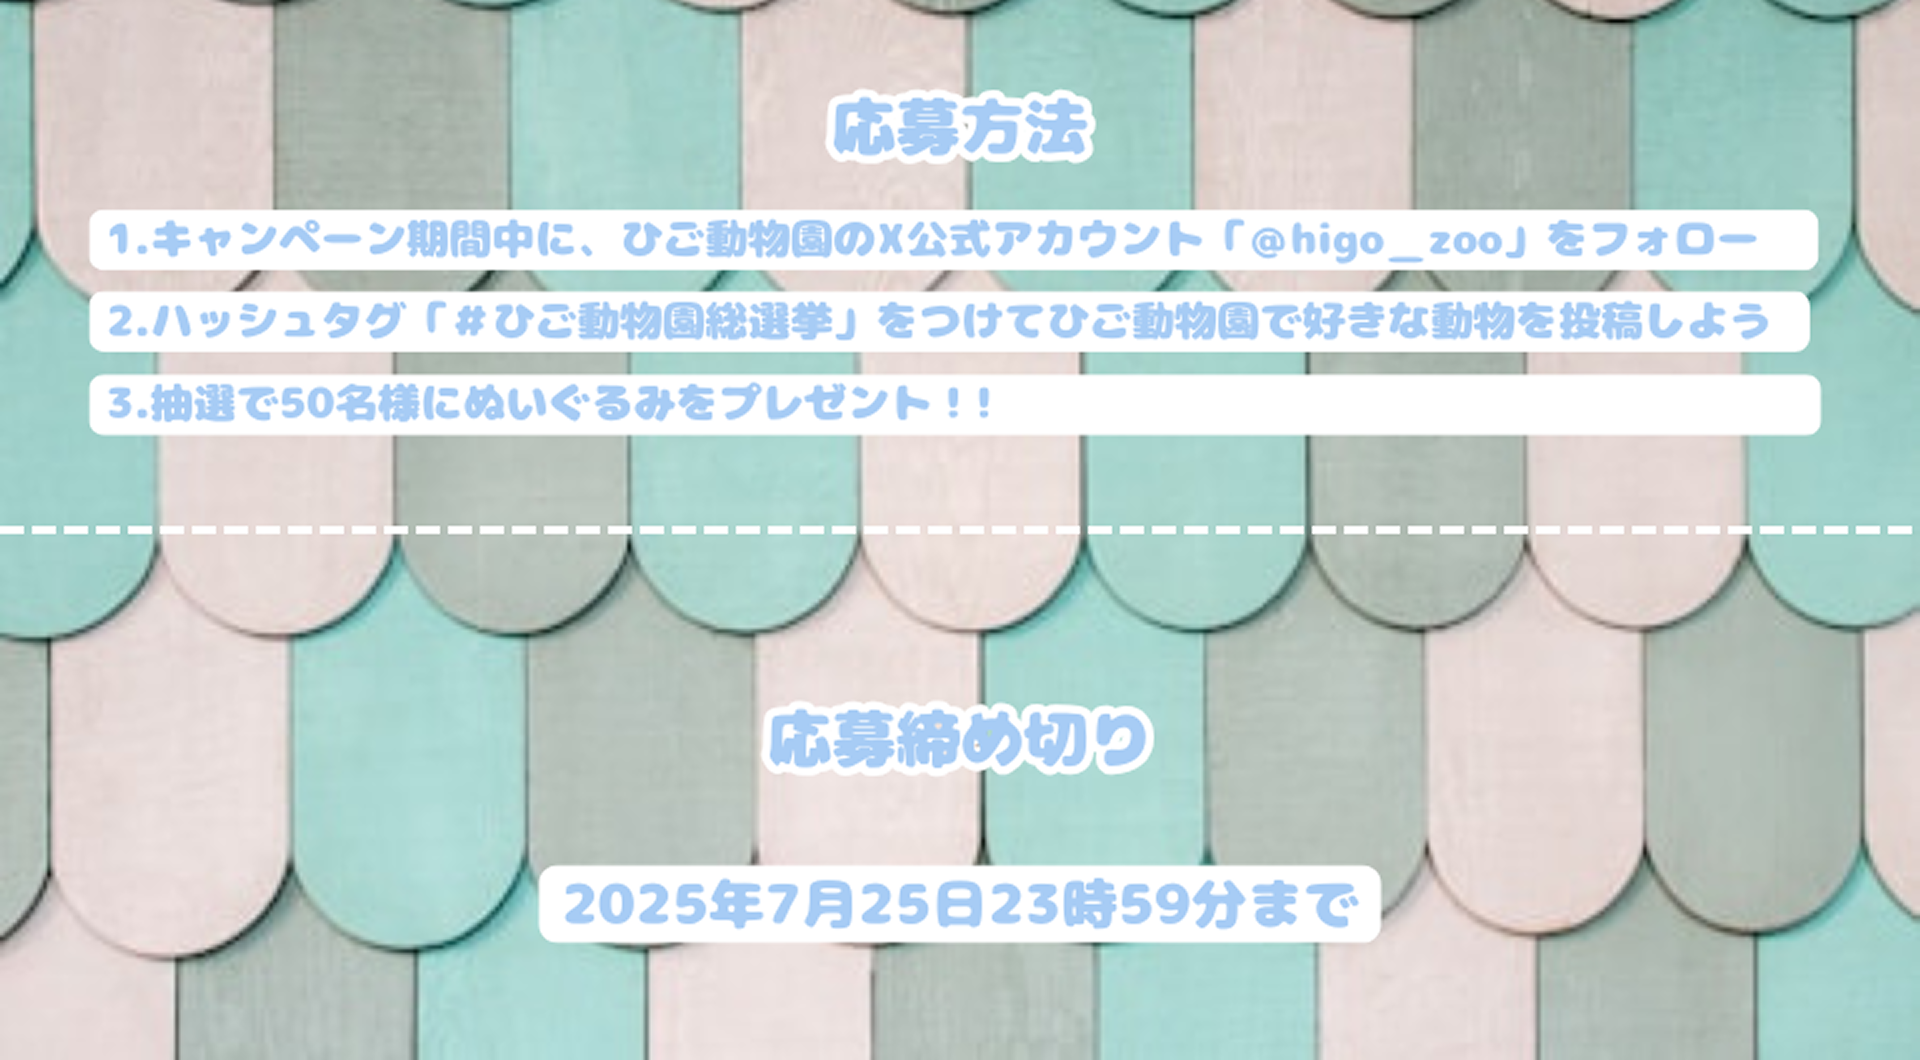 応募方法
1.キャンペーン期間中に、ひご動物園のX公式アカウント「@higo_zoo」をフォロー
2.ハッシュタグ「#ひご動物園総選挙」をつけてひご動物園で好きな動物を投稿しよう
3.抽選で50名様にぬいぐるみをプレゼント！！
応募締め切り
2025年7月25日23時59分まで